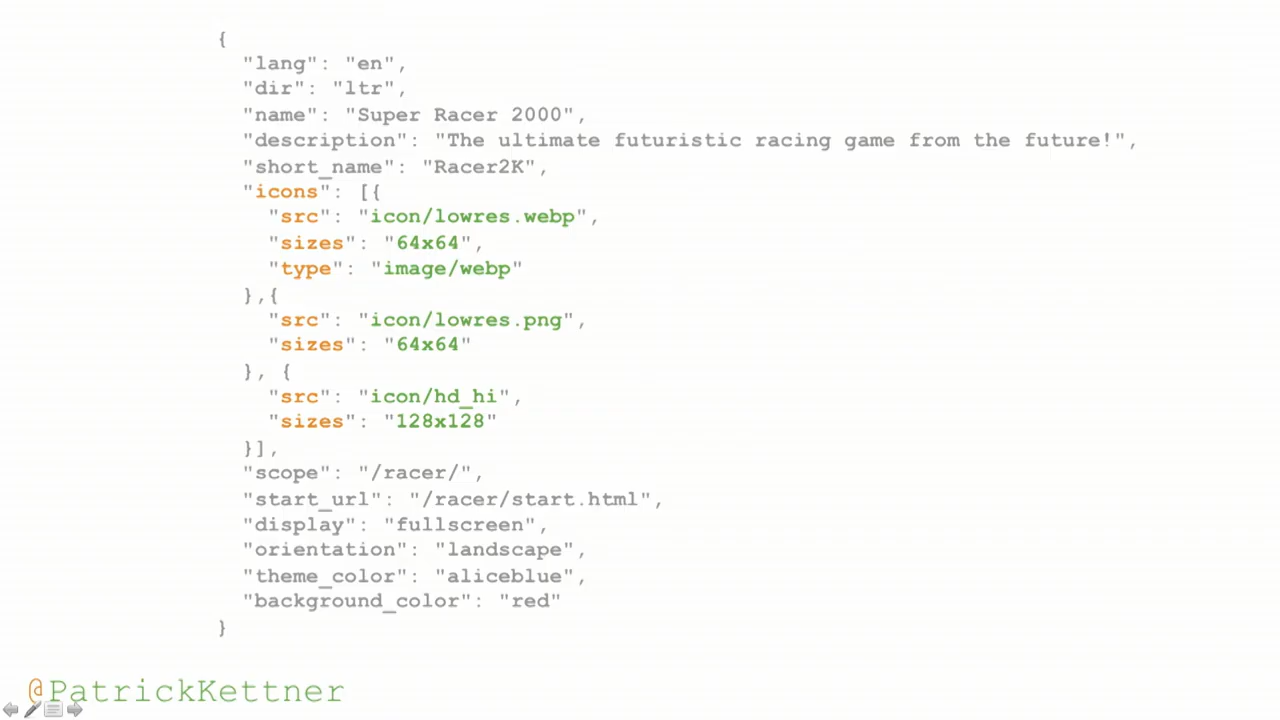 {
"lang": "en",
"dir": "ltr",
"name": "Super Racer 2000",
"description": "The ultimate futuristic racing game from the future!",
"short_name": "Racer2K",
"icons": [{
"src": "icon/lowres.webp",
"sizes": "64x64",
"type": "image/webp"
},{
"src": "icon/lowres.png",
"sizes": "64x64"
}, {
"src": "icon/hd_hi",
"sizes": "128x128"
}],
"scope": "/racer/",
"start_url": "/racer/start.html",
"display": "fullscreen",
"orientation": "landscape",
"theme_color": "aliceblue",
"background_color": "red"
}
@PatrickKettner